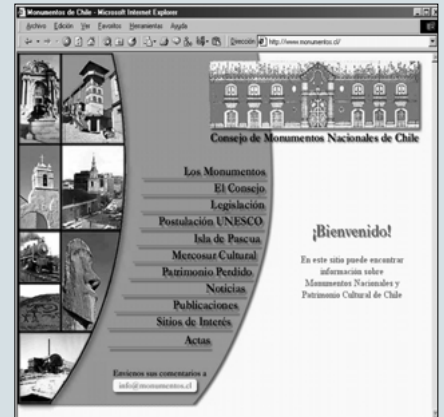 Monumentos de Chile - Microsoft Internet Explorer
Archivo Edición Ver Favoritos Herramientas Ayuda
Dirección http://www.monumentos.cl/
Consejo de Monumentos Nacionales de Chile
Los Monumentos
El Consejo
Legislación
Postulación UNESCO
Isla de Pascua
Mercosur Cultural
Patrimonio Perdido
Noticias
Publicaciones
Sitios de Interés
Actas
Envíenos sus comentarios a
info@monumentos.cl
¡Bienvenido!
En este sitio puede encontrar
información sobre
Monumentos Nacionales y
Patrimonio Cultural de Chile